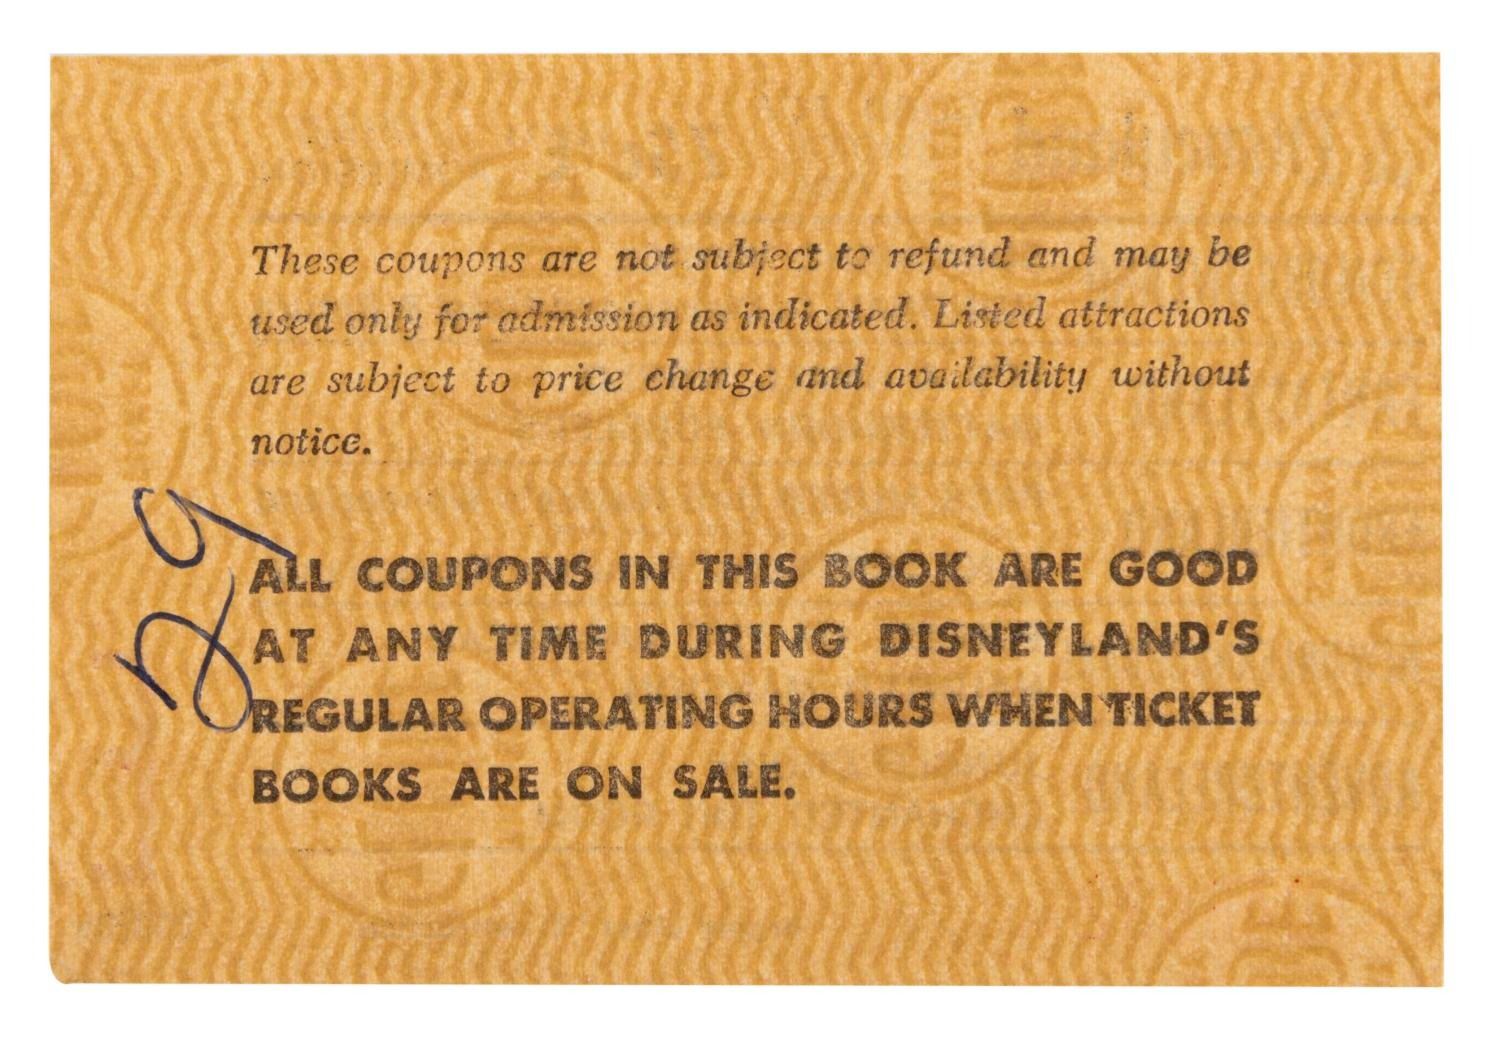 These coupons are not subject to refund and may be
used only for admission as indicated. Listed attractions
are subject to price change and availability without
notice.
29
ALL COUPONS IN THIS BOOK ARE GOOD
AT ANY TIME DURING DISNEYLAND'S
REGULAR OPERATING HOURS WHEN TICKET
BOOKS ARE ON SALE.